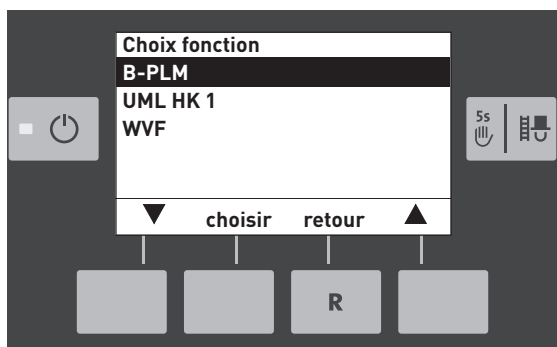 Choix fonction
B-PLM
UML HK 1
WVF
5s
choisir retour
R